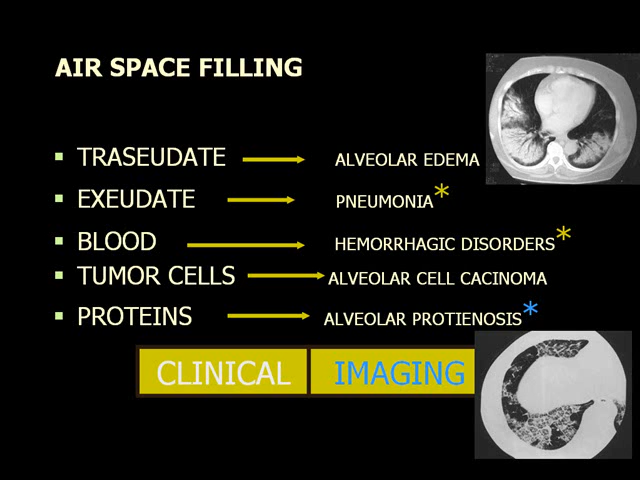 AIR SPACE FILLING
TRASEUDATE ALVEOLAR EDEMA
EXEUDATE PNEUMONIA*
BLOOD HEMORRHAGIC DISORDERS*
TUMOR CELLS ALVEOLAR CELL CACINOMA
PROTEINS ALVEOLAR PROTIENOSIS*
CLINICAL IMAGING